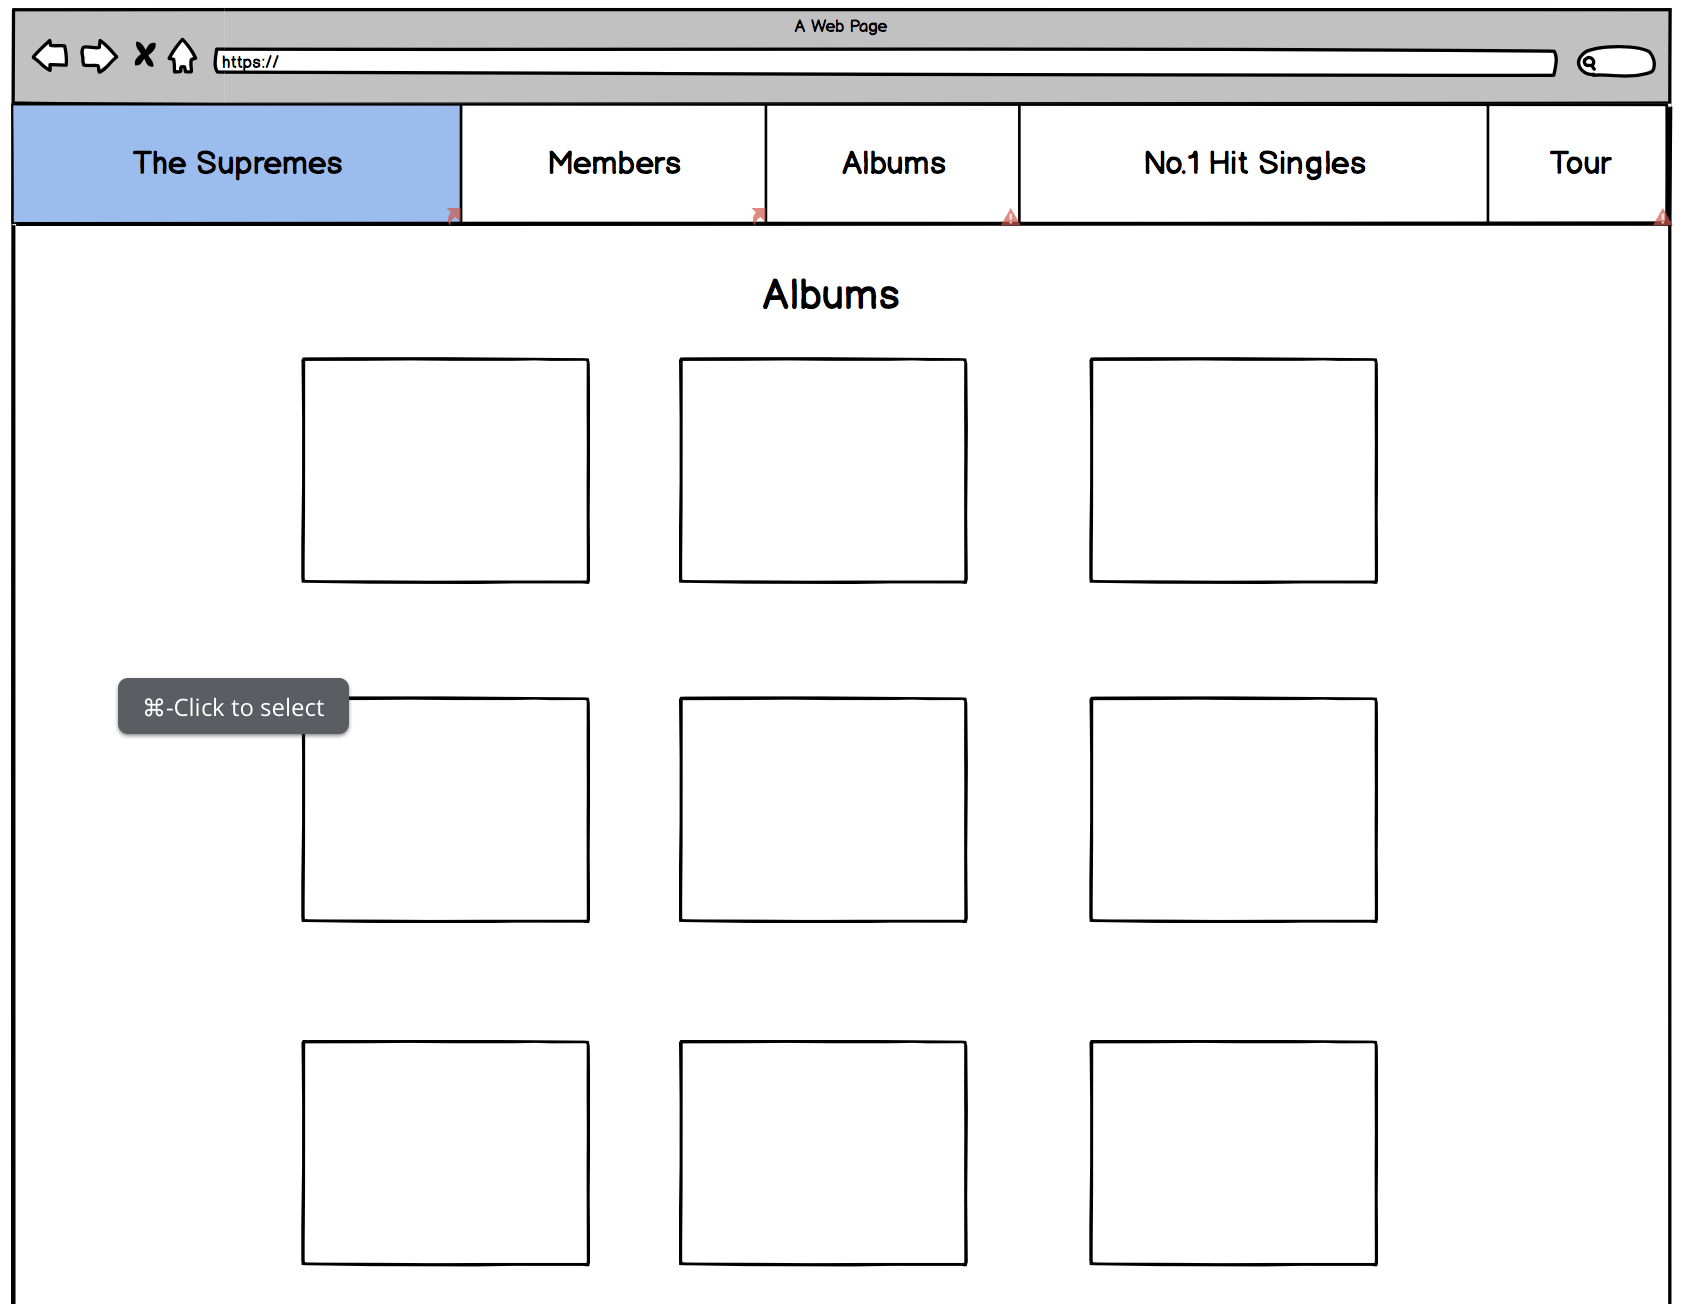 A Web Page
https://
The Supremes
Members
Albums
No.1 Hit Singles
Tour
Albums
⌘-Click to select